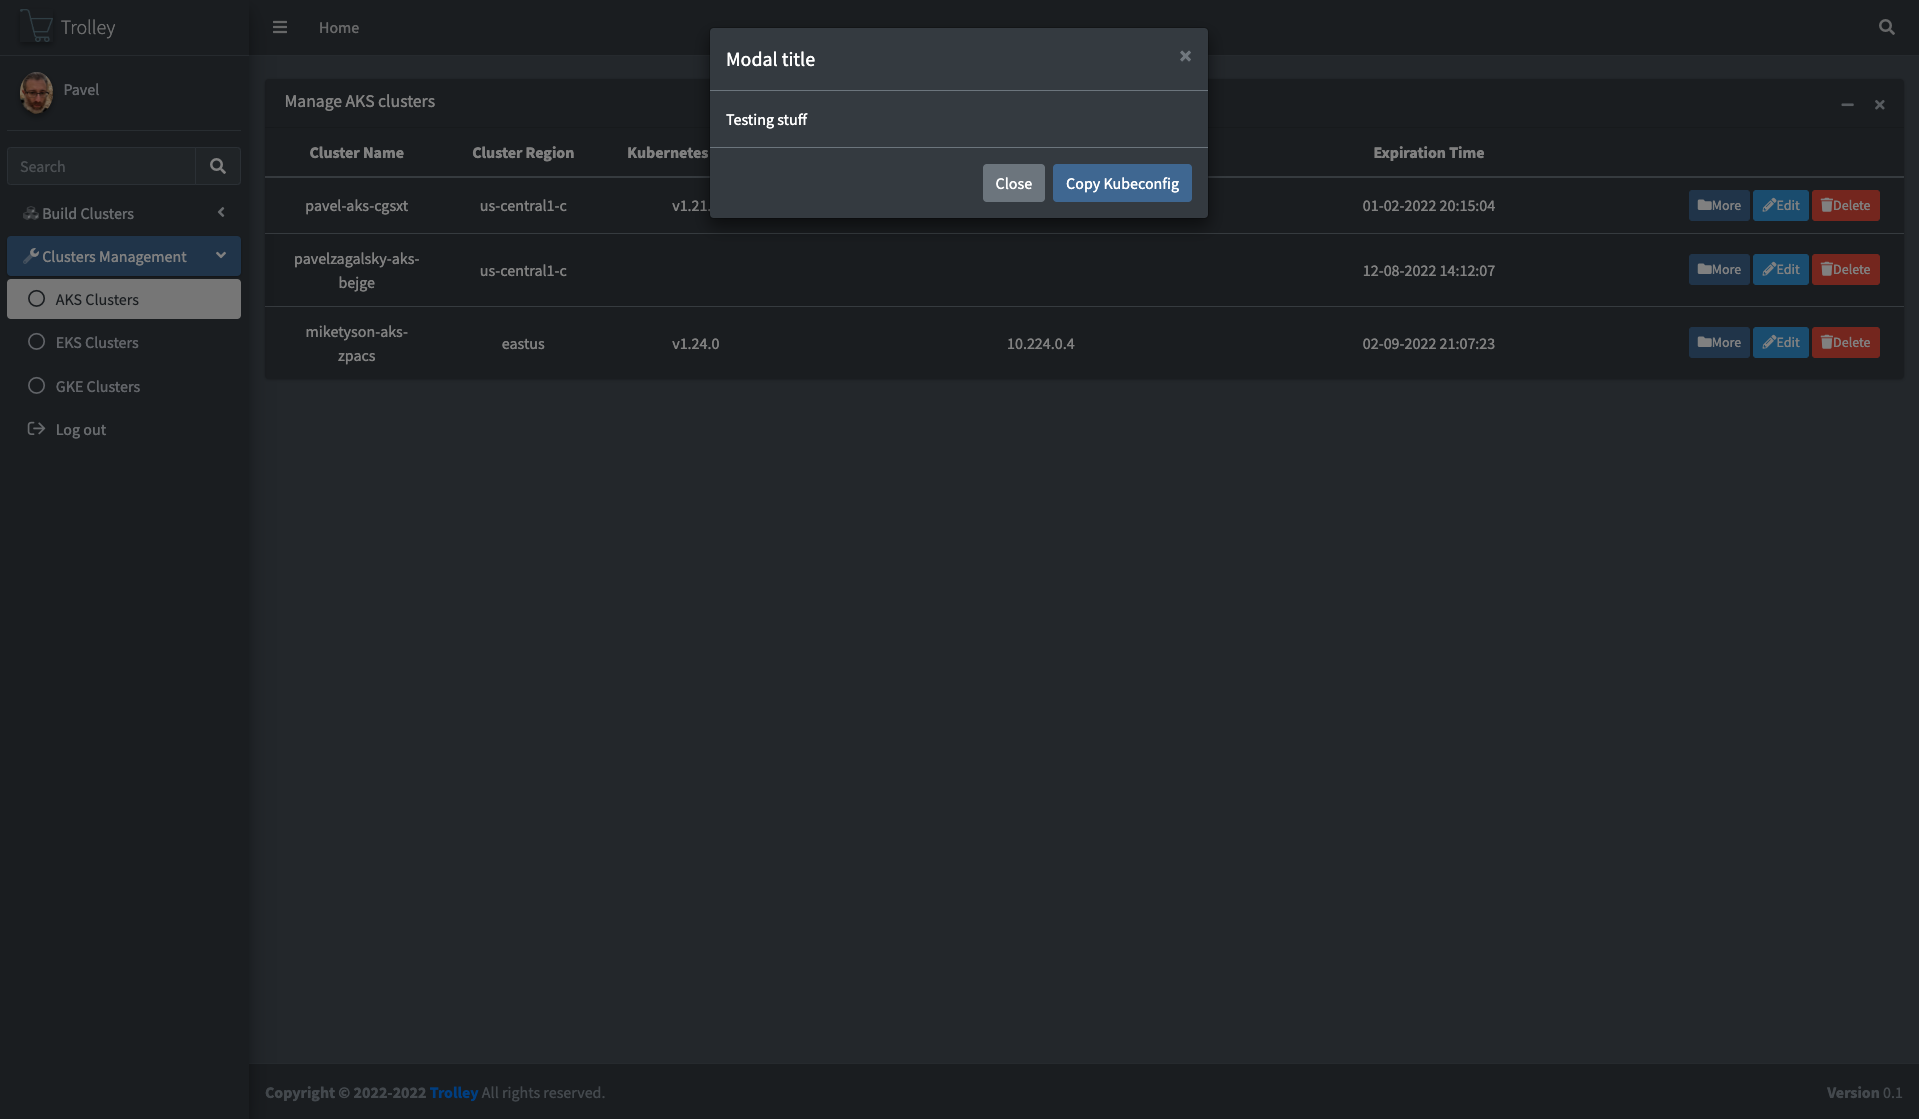 Trolley
Home
Pavel
Search
Build Clusters
Clusters Management
AKS Clusters
EKS Clusters
GKE Clusters
Log out
Modal title
×
Testing stuff
Close Copy Kubeconfig
Manage AKS clusters
Cluster Name Cluster Region Kubernetes Expiration Time
pavel-aks-cgsxt us-central1-c v1.21. 01-02-2022 20:15:04 More Edit Delete
pavelzagalsky-aks-
bejge us-central1-c 12-08-2022 14:12:07 More Edit Delete
miketyson-aks-
zpacs eastus v1.24.0 10.224.0.4 02-09-2022 21:07:23 More Edit Delete
Copyright © 2022-2022 Trolley All rights reserved.
Version 0.1